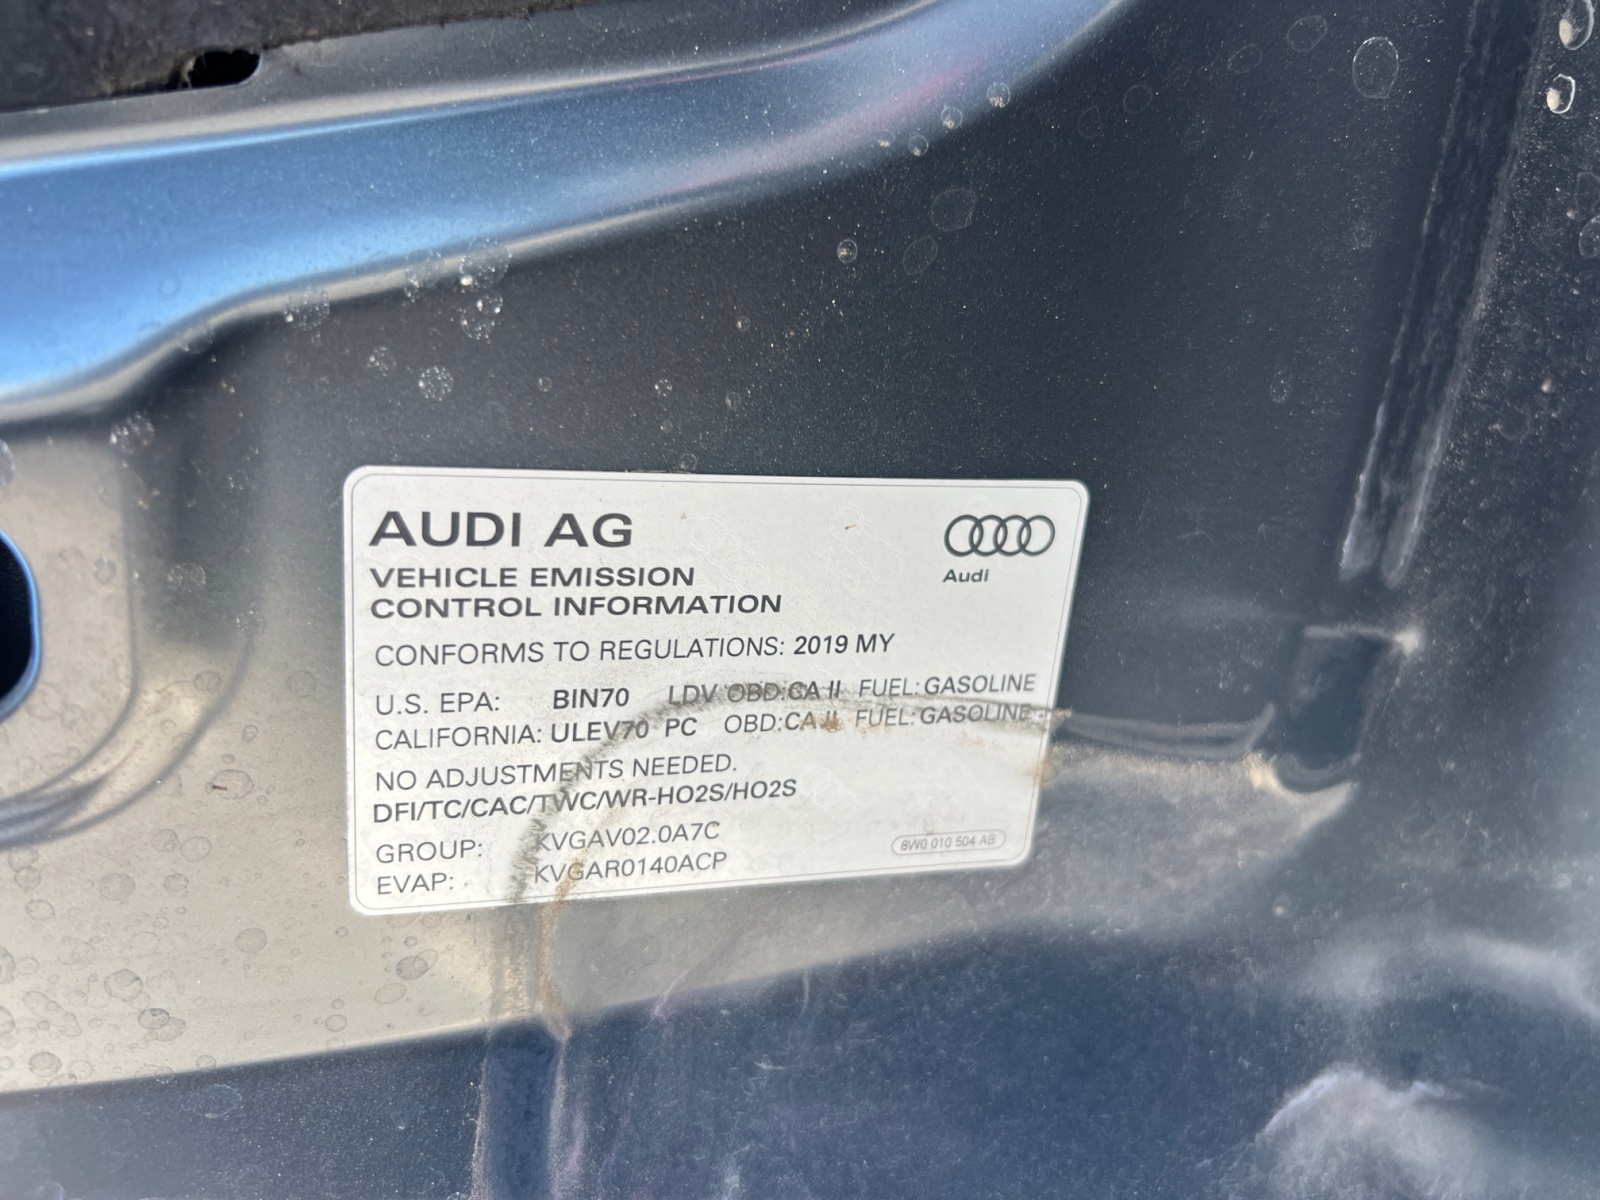 AUDI AG
Audi
VEHICLE EMISSION
CONTROL INFORMATION
CONFORMS TO REGULATIONS: 2019 MY
U.S. EPA: BIN70 LDV OBD:CA II FUEL:GASOLINE
CALIFORNIA: ULEV70 PC OBD:CA II FUEL:GASOLINE
NO ADJUSTMENTS NEEDED.
DFI/TC/CAC/TWC/WR-HO2S/HO2S
GROUP: KVGAV02.0A7C
EVAP: KVGAR0140ACP
8W0 010 504 AB